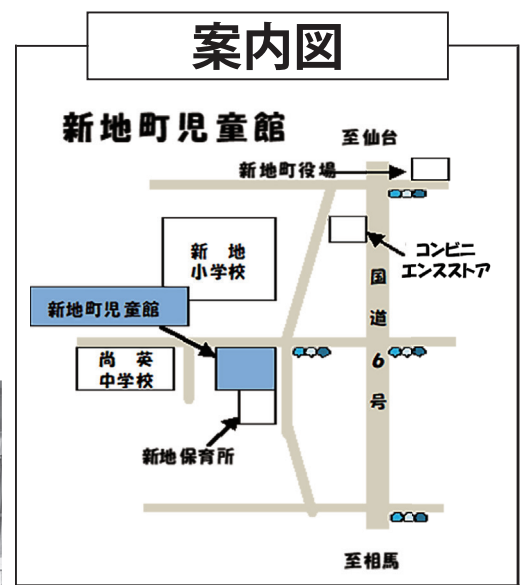 案内図
新地町児童館
至仙台
新地町役場
コンビニ
エンスストア
新地
小学校
国道6号
新地町児童館
尚英
中学校
新地保育所
至相馬